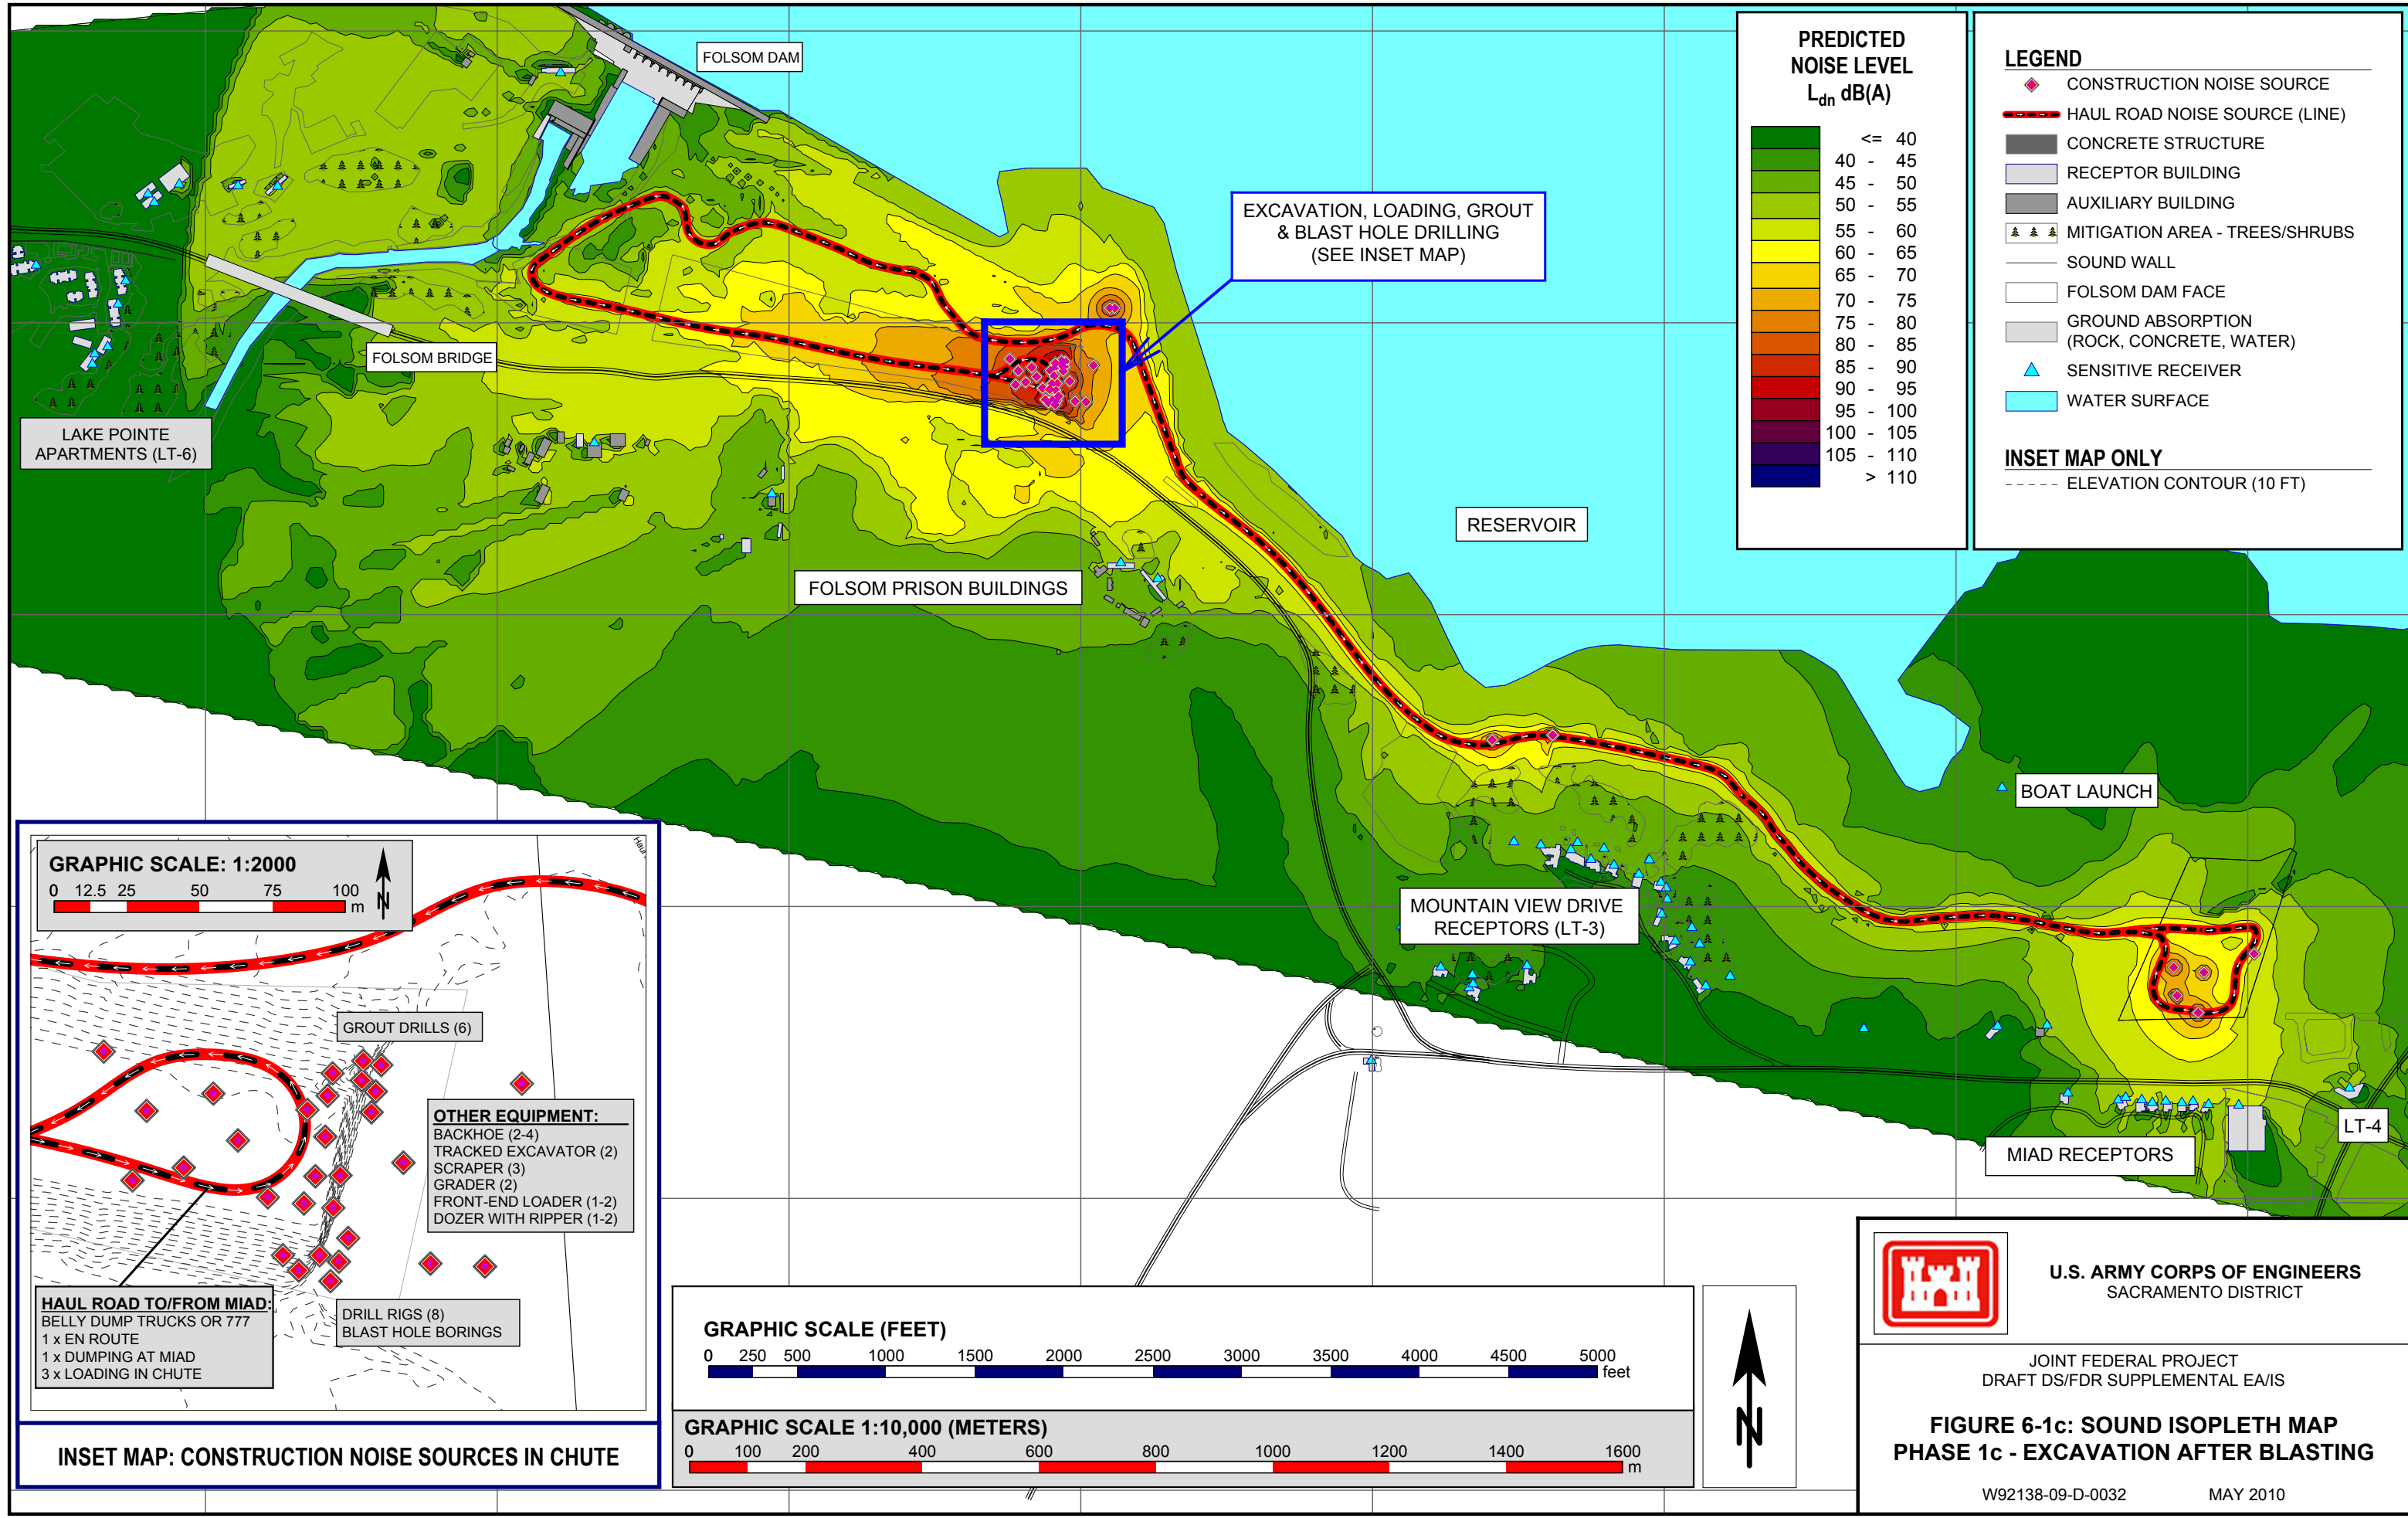 FOLSOM DAM
EXCAVATION, LOADING, GROUT
& BLAST HOLE DRILLING
(SEE INSET MAP)
PREDICTED
NOISE LEVEL
Ldn dB(A)
<= 40
40 - 45
45 - 50
50 - 55
55 - 60
60 - 65
65 - 70
70 - 75
75 - 80
80 - 85
85 - 90
90 - 95
95 - 100
100 - 105
105 - 110
> 110
LEGEND
CONSTRUCTION NOISE SOURCE
HAUL ROAD NOISE SOURCE (LINE)
CONCRETE STRUCTURE
RECEPTOR BUILDING
AUXILIARY BUILDING
MITIGATION AREA - TREES/SHRUBS
SOUND WALL
FOLSOM DAM FACE
GROUND ABSORPTION
(ROCK, CONCRETE, WATER)
SENSITIVE RECEIVER
WATER SURFACE
INSET MAP ONLY
ELEVATION CONTOUR (10 FT)
FOLSOM BRIDGE
LAKE POINTE
APARTMENTS (LT-6)
RESERVOIR
FOLSOM PRISON BUILDINGS
BOAT LAUNCH
MOUNTAIN VIEW DRIVE
RECEPTORS (LT-3)
LT-4
MIAD RECEPTORS
GRAPHIC SCALE: 1:2000
0 12.5 25 50 75 100
m
N
GROUT DRILLS (6)
OTHER EQUIPMENT:
BACKHOE (2-4)
TRACKED EXCAVATOR (2)
SCRAPER (3)
GRADER (2)
FRONT-END LOADER (1-2)
DOZER WITH RIPPER (1-2)
HAUL ROAD TO/FROM MIAD:
BELLY DUMP TRUCKS OR 777
1 x EN ROUTE
1 x DUMPING AT MIAD
3 x LOADING IN CHUTE
DRILL RIGS (8)
BLAST HOLE BORINGS
INSET MAP: CONSTRUCTION NOISE SOURCES IN CHUTE
GRAPHIC SCALE (FEET)
0 250 500 1000 1500 2000 2500 3000 3500 4000 4500 5000
feet
GRAPHIC SCALE 1:10,000 (METERS)
0 100 200 400 600 800 1000 1200 1400 1600
m
N
U.S. ARMY CORPS OF ENGINEERS
SACRAMENTO DISTRICT
JOINT FEDERAL PROJECT
DRAFT DS/FDR SUPPLEMENTAL EA/IS
FIGURE 6-1c: SOUND ISOPLETH MAP
PHASE 1c - EXCAVATION AFTER BLASTING
W92138-09-D-0032 MAY 2010